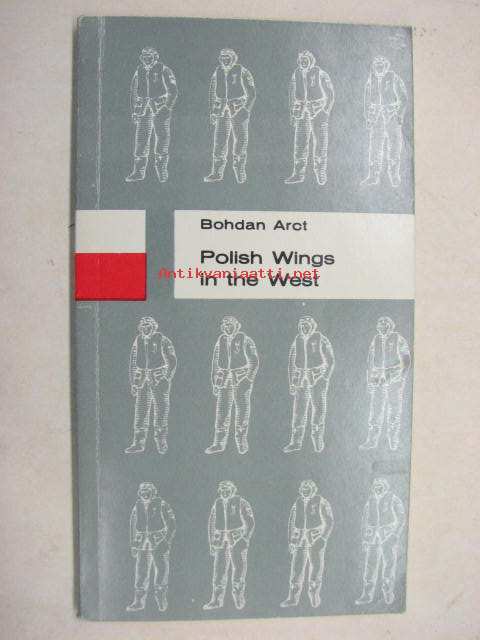 Bohdan Arct
Polish Wings
Antikvariaatti.net
in the West